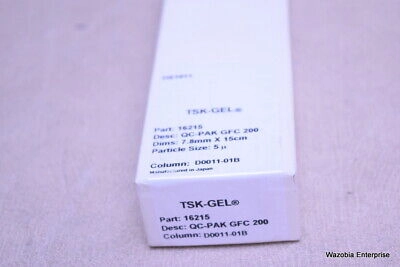 TSK-GEL®
Part: 16215
Desc: QC-PAK GFC 200
Dims: 7.8mm X 15cm
Particle Size: 5 µ
Column: D0011-01B
Manufactured in Japan
TSK-GEL®
Part: 16215
Desc: QC-PAK GFC 200
Column: D0011-01B
Wazobia Enterprise